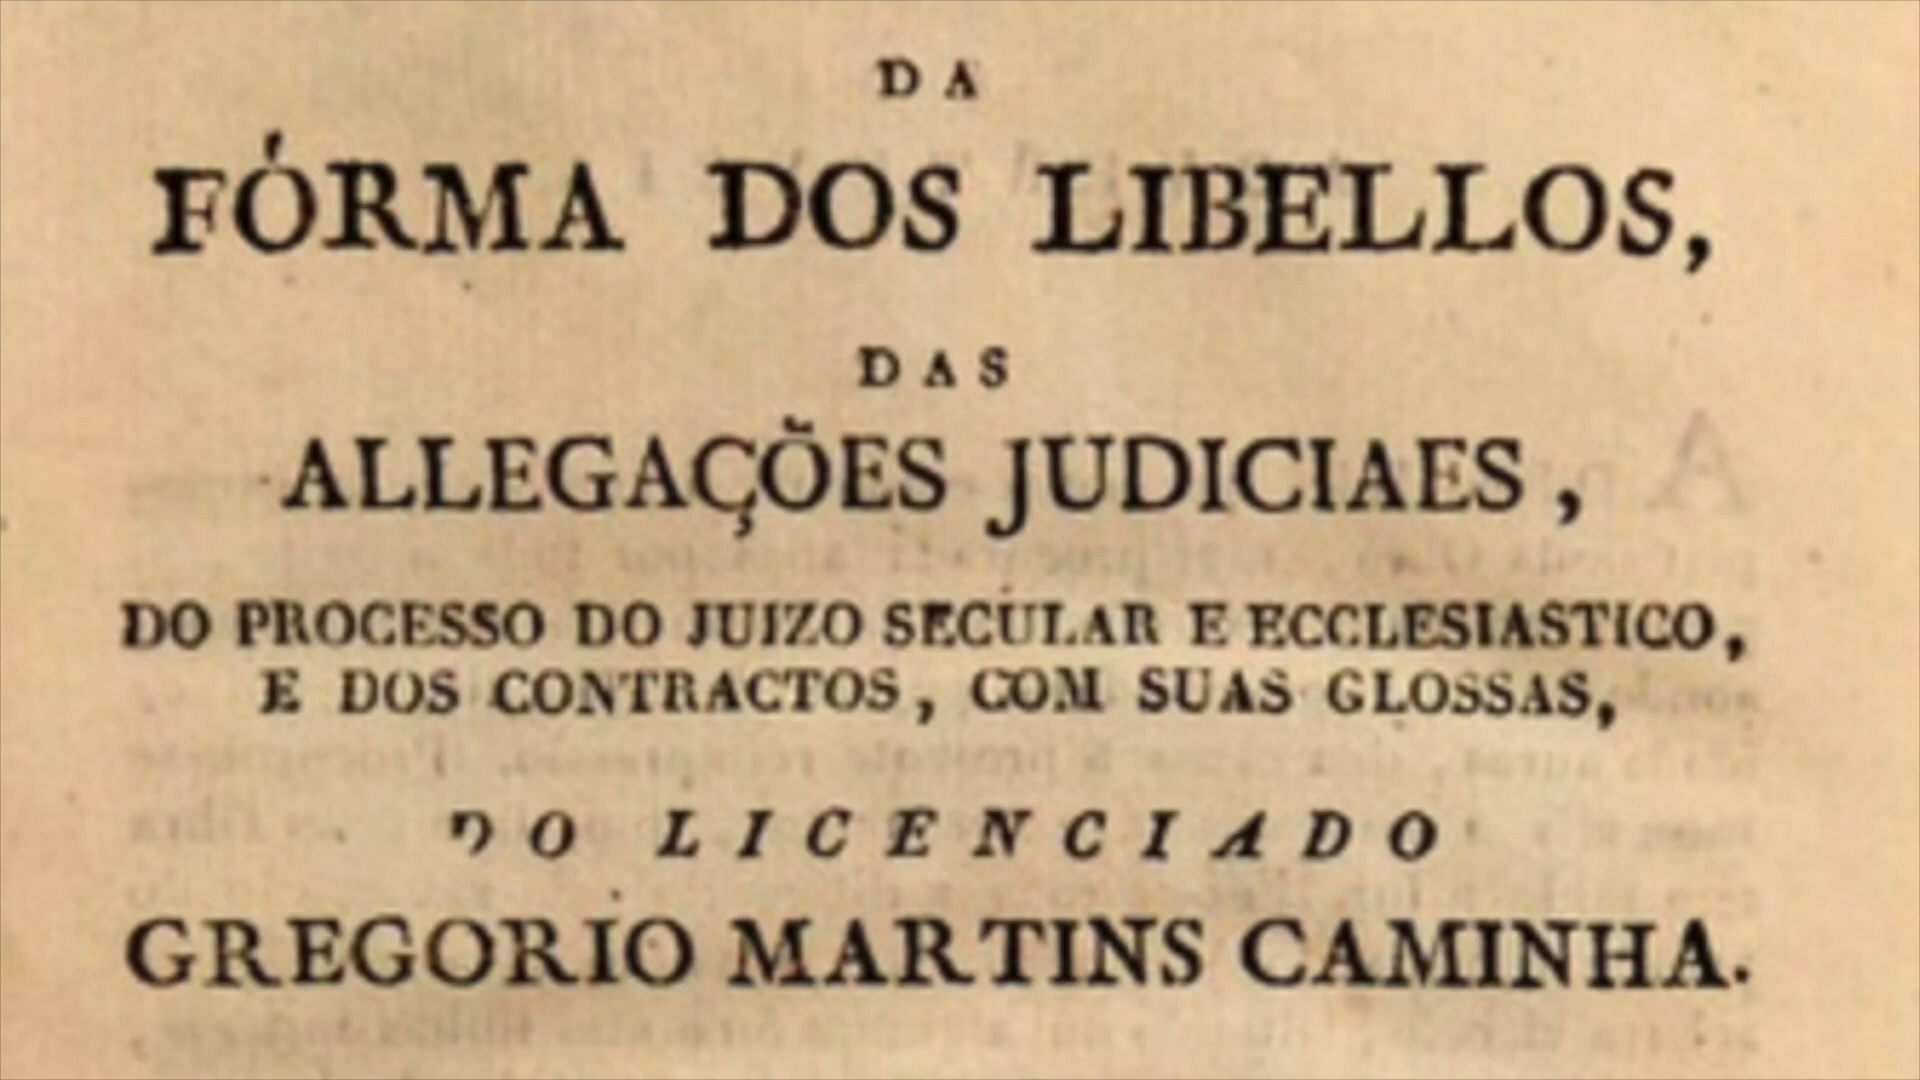 DA
FÓRMA DOS LIBELLOS,
DAS
ALLEGAÇÕES JUDICIAES,
DO PROCESSO DO JUIZO SECULAR E ECCLESIASTICO,
E DOS CONTRACTOS, COM SUAS GLOSSAS,
DO LICENCIADO
GREGORIO MARTINS CAMINHA.